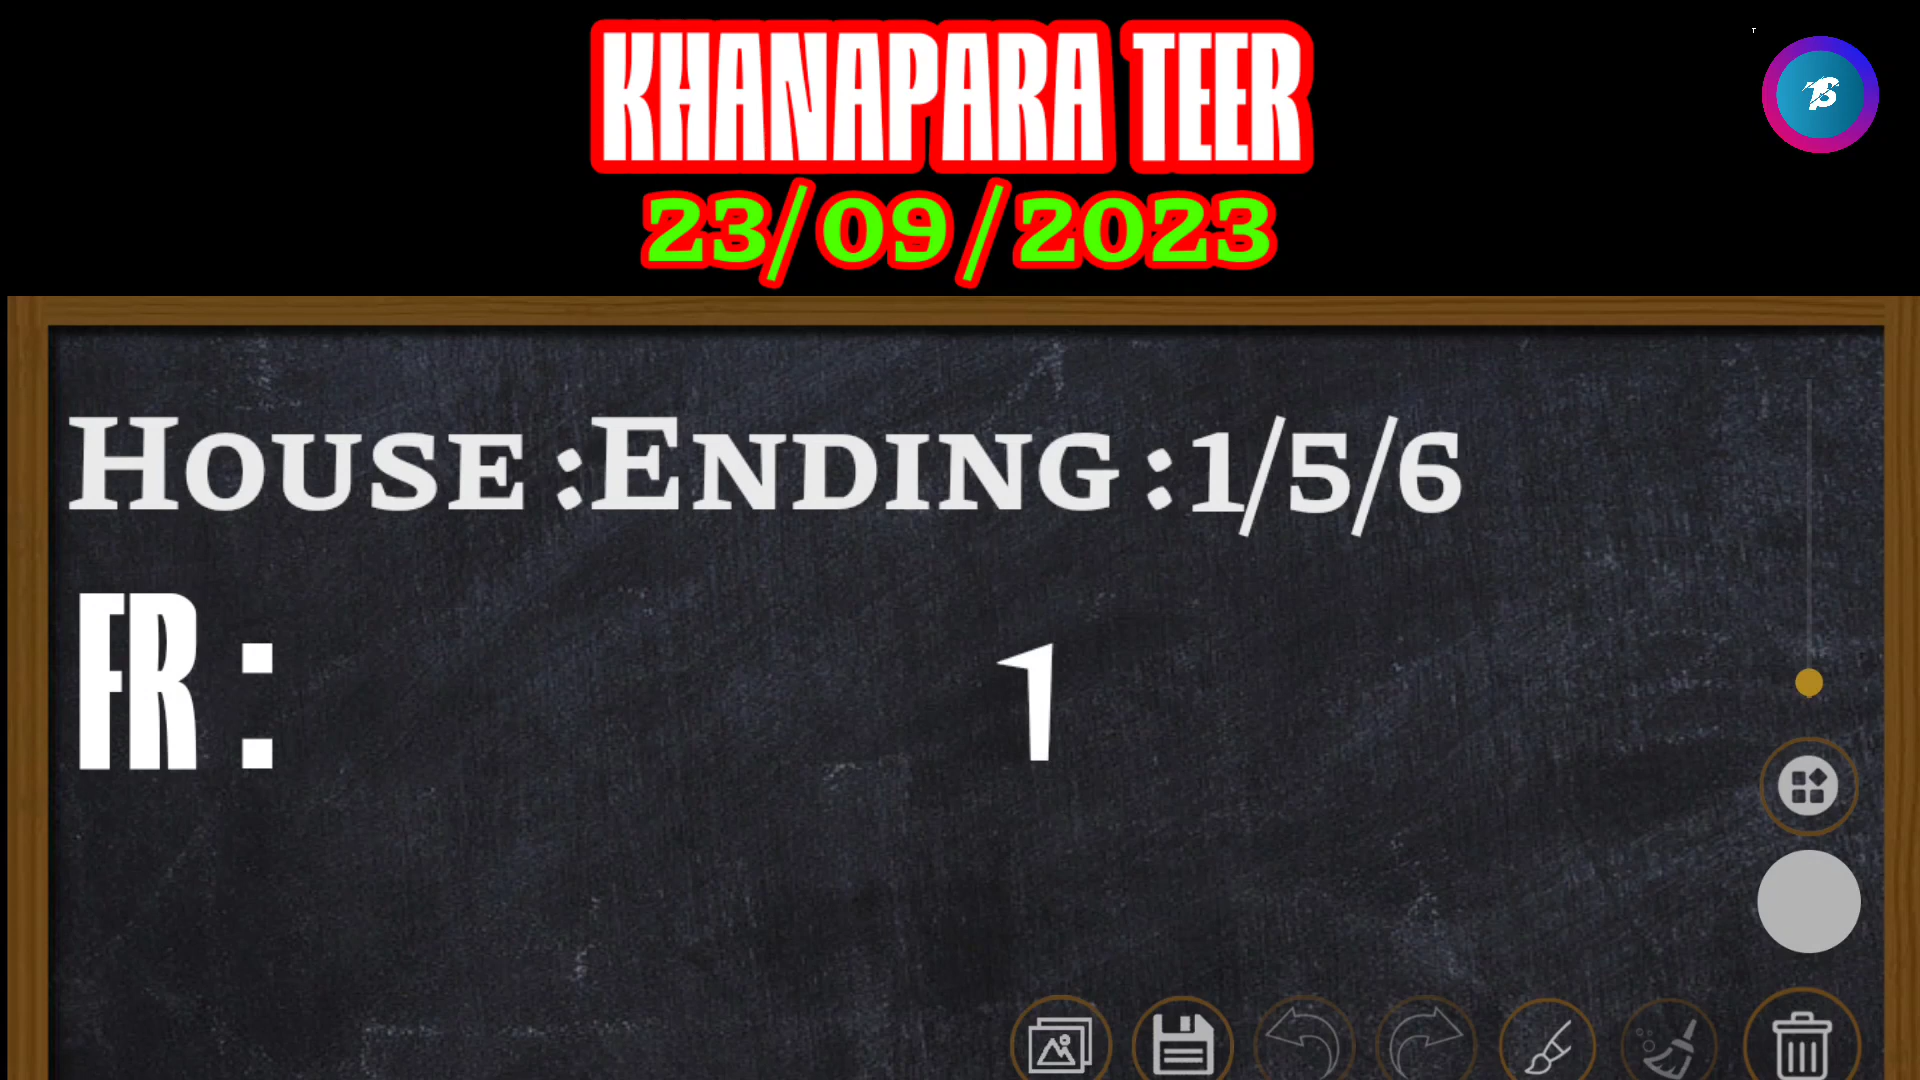 KHANAPARA TEER
23/09/2023
HOUSE :ENDING :1/5/6
FR : 1